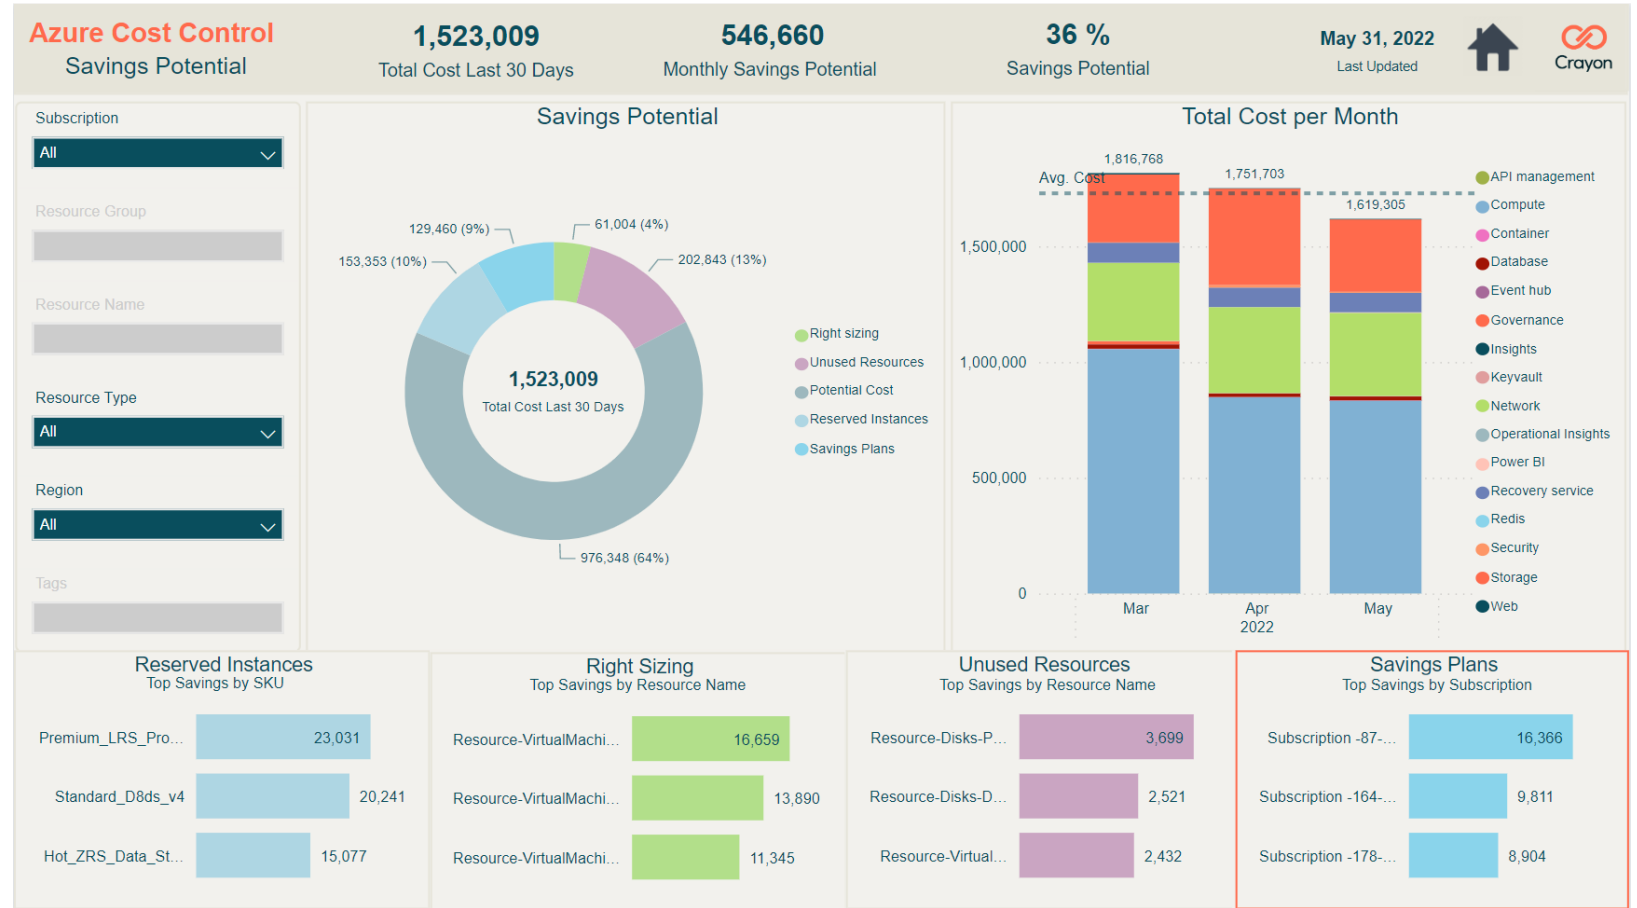 Azure Cost Control
Savings Potential
1,523,009
Total Cost Last 30 Days
546,660
Monthly Savings Potential
36 %
Savings Potential
May 31, 2022
Last Updated
Crayon
Subscription
All
Resource Group
Resource Name
Resource Type
All
Region
All
Tags
Savings Potential
129,460 (9%)
61,004 (4%)
153,353 (10%)
202,843 (13%)
1,523,009
Total Cost Last 30 Days
976,348 (64%)
Right sizing
Unused Resources
Potential Cost
Reserved Instances
Savings Plans
Total Cost per Month
Avg. Cost
1,816,768
1,751,703
1,619,305
1,500,000
1,000,000
500,000
0
Mar
Apr
May
2022
API management
Compute
Container
Database
Event hub
Governance
Insights
Keyvault
Network
Operational Insights
Power BI
Recovery service
Redis
Security
Storage
Web
Reserved Instances
Top Savings by SKU
Premium_LRS_Pro... 23,031
Standard_D8ds_v4 20,241
Hot_ZRS_Data_St... 15,077
Right Sizing
Top Savings by Resource Name
Resource-VirtualMachi... 16,659
Resource-VirtualMachi... 13,890
Resource-VirtualMachi... 11,345
Unused Resources
Top Savings by Resource Name
Resource-Disks-P... 3,699
Resource-Disks-D... 2,521
Resource-Virtual... 2,432
Savings Plans
Top Savings by Subscription
Subscription -87-... 16,366
Subscription -164-... 9,811
Subscription -178-... 8,904